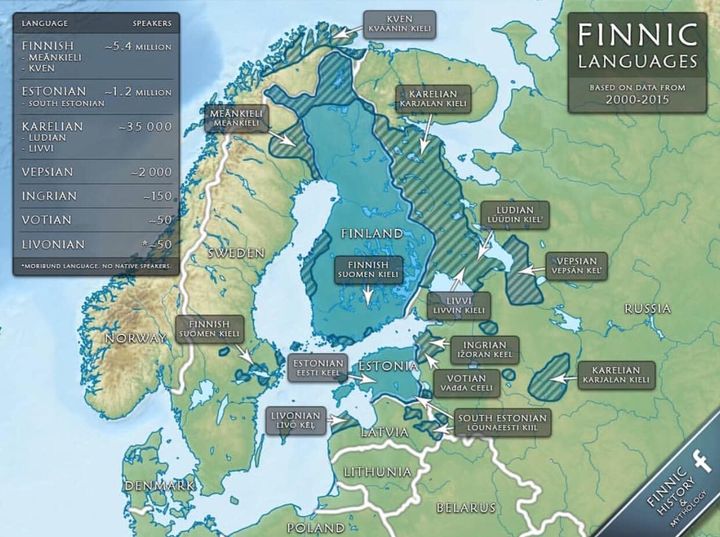 LANGUAGE SPEAKERS
FINNISH ~5.4 MILLION
- MEÄNKIELI
- KVEN
ESTONIAN ~1.2 MILLION
- SOUTH ESTONIAN
KARELIAN ~35 000
- LUDIAN
- LIVVI
VEPSIAN ~2 000
INGRIAN ~150
VOTIAN ~50
LIVONIAN *~50
*MORIBUND LANGUAGE. NO NATIVE SPEAKERS.
FINNIC
LANGUAGES
BASED ON DATA FROM
2000-2015
KVEN
KVÄÄNIN KIELI
KARELIAN
KARJALAN KIELI
MEÄNKIELI
MEÄNKIELI
LUDIAN
LÜÜDIN KIEL'
FINLAND
SWEDEN
FINNISH
SUOMEN KIELI
VEPSIAN
VEPSÄN KEL'
LIVVI
LIVVIN KIELI
RUSSIA
NORWAY
FINNISH
SUOMEN KIELI
INGRIAN
IŽORAN KEEL
ESTONIAN
EESTI KEEL
ESTONIA
VOTIAN
VAĎĎA CEELI
KARELIAN
KARJALAN KIELI
LIVONIAN
LĪVÕ KĒĻ
SOUTH ESTONIAN
LOUNAEESTI KIIL
LATVIA
LITHUNIA
DENMARK
BELARUS
POLAND
FINNIC
HISTORY
&
MYTHOLOGY
f